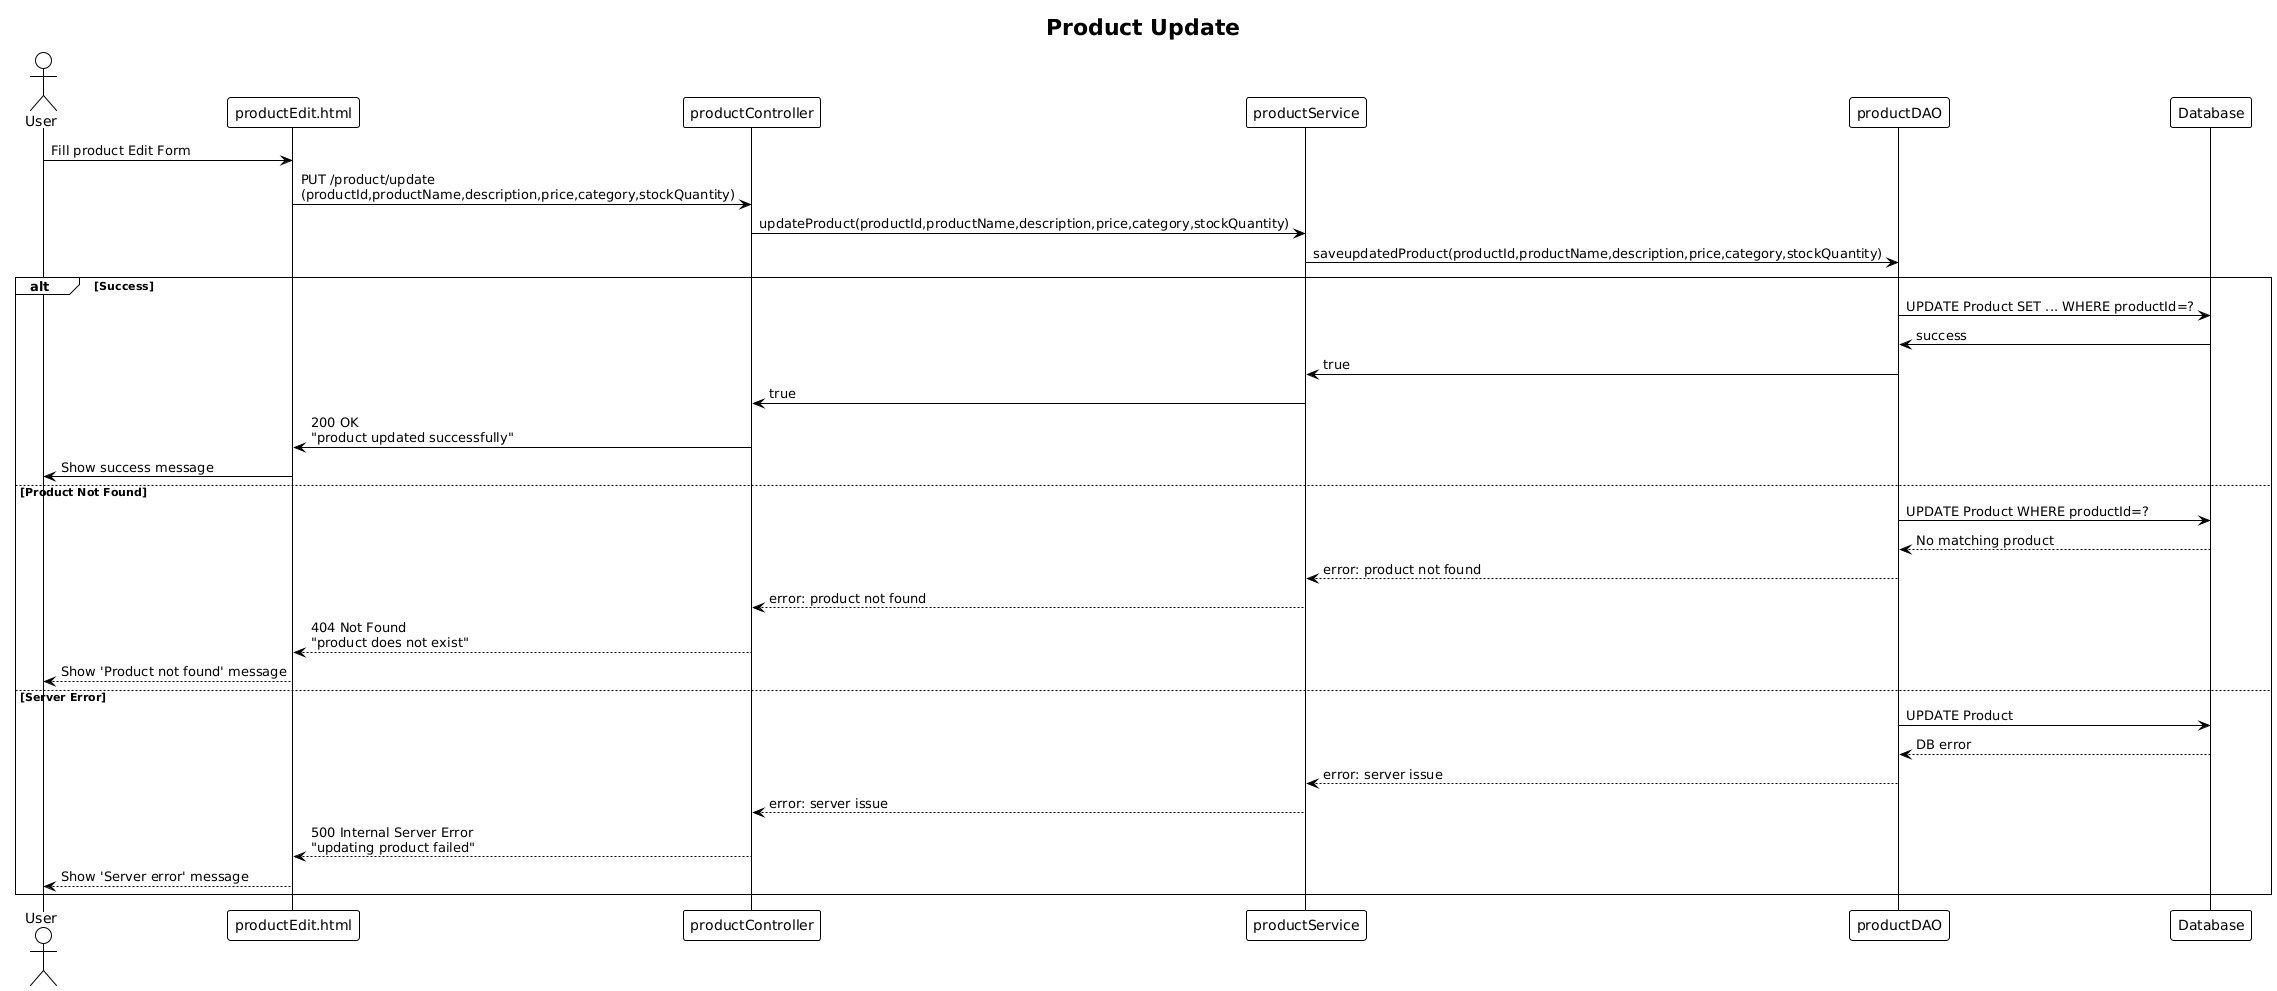 Product Update
User
productEdit.html
productController
productService
productDAO
Database
Fill product Edit Form
PUT /product/update
(productId,productName,description,price,category,stockQuantity)
updateProduct(productId,productName,description,price,category,stockQuantity)
saveupdatedProduct(productId,productName,description,price,category,stockQuantity)
alt
[Success]
UPDATE Product SET ... WHERE productId=?
success
true
true
200 OK
"product updated successfully"
Show success message
[Product Not Found]
UPDATE Product WHERE productId=?
No matching product
error: product not found
error: product not found
404 Not Found
"product does not exist"
Show 'Product not found' message
[Server Error]
UPDATE Product
DB error
error: server issue
error: server issue
500 Internal Server Error
"updating product failed"
Show 'Server error' message
User
productEdit.html
productController
productService
productDAO
Database